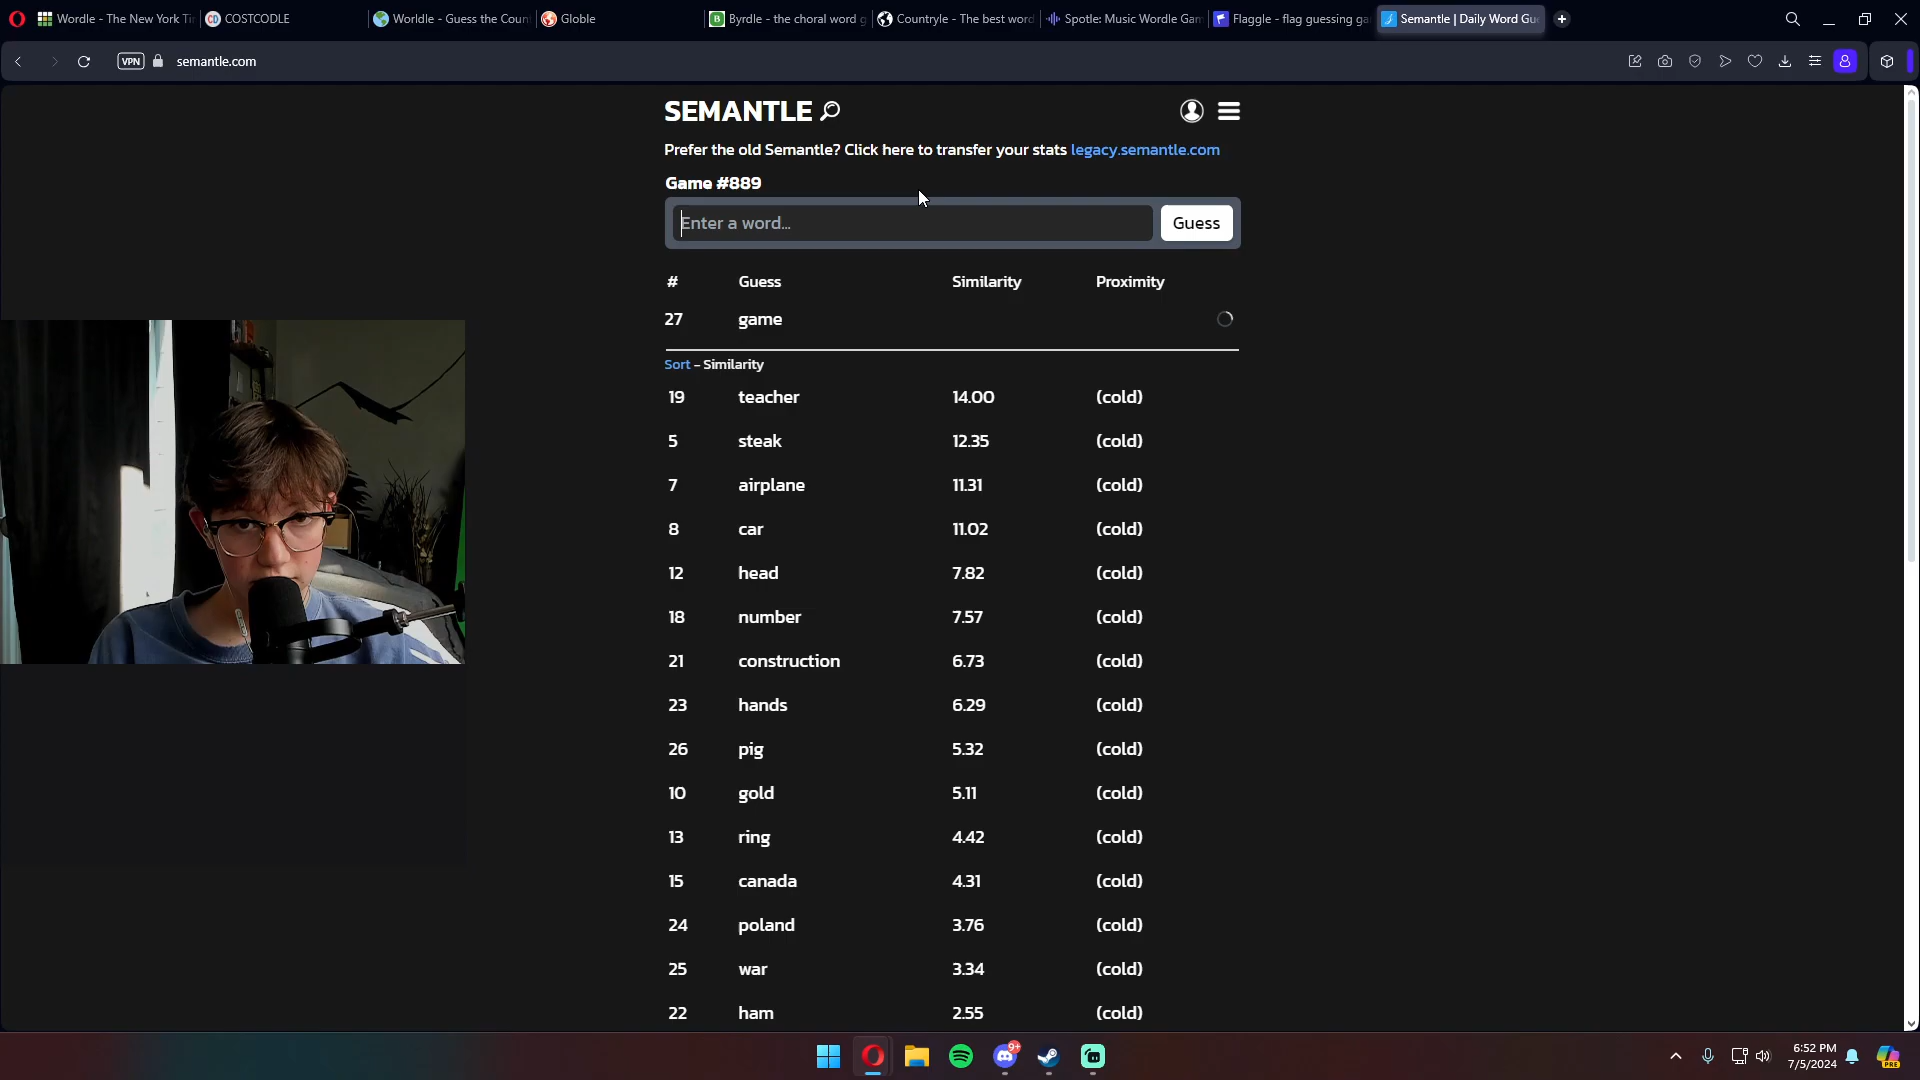 Wordle - The New York Ti
COSTCODLE
Worldle - Guess the Coun
Globle
Byrdle - the choral word g
Countryle - The best word
Spotle: Music Wordle Gam
Flaggle - flag guessing ga
Semantle | Daily Word Gu
VPN
semantle.com
SEMANTLE
Prefer the old Semantle? Click here to transfer your stats legacy.semantle.com
Game #889
Enter a word...
Guess
# Guess Similarity Proximity
27 game
Sort - Similarity
19 teacher 14.00 (cold)
5 steak 12.35 (cold)
7 airplane 11.31 (cold)
8 car 11.02 (cold)
12 head 7.82 (cold)
18 number 7.57 (cold)
21 construction 6.73 (cold)
23 hands 6.29 (cold)
26 pig 5.32 (cold)
10 gold 5.11 (cold)
13 ring 4.42 (cold)
15 canada 4.31 (cold)
24 poland 3.76 (cold)
25 war 3.34 (cold)
22 ham 2.55 (cold)
9+
6:52 PM
7/5/2024
PRE